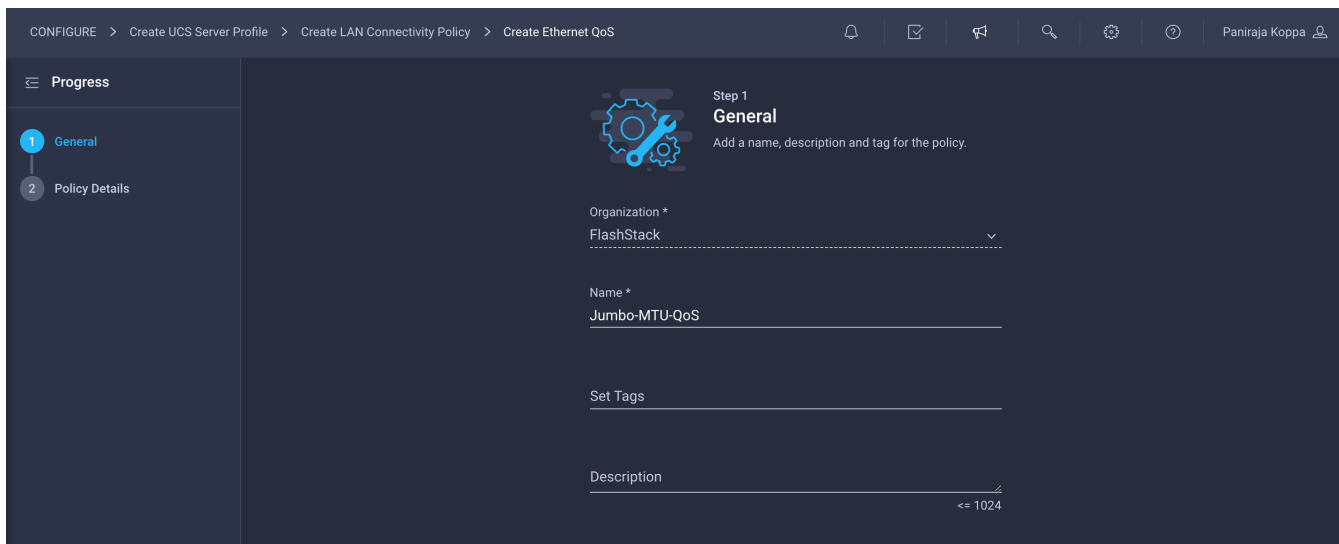 CONFIGURE > Create UCS Server Profile > Create LAN Connectivity Policy > Create Ethernet QoS
Paniraja Koppa
Progress
1 General
2 Policy Details
Step 1
General
Add a name, description and tag for the policy.
Organization *
FlashStack
Name *
Jumbo-MTU-QoS
Set Tags
Description
<= 1024